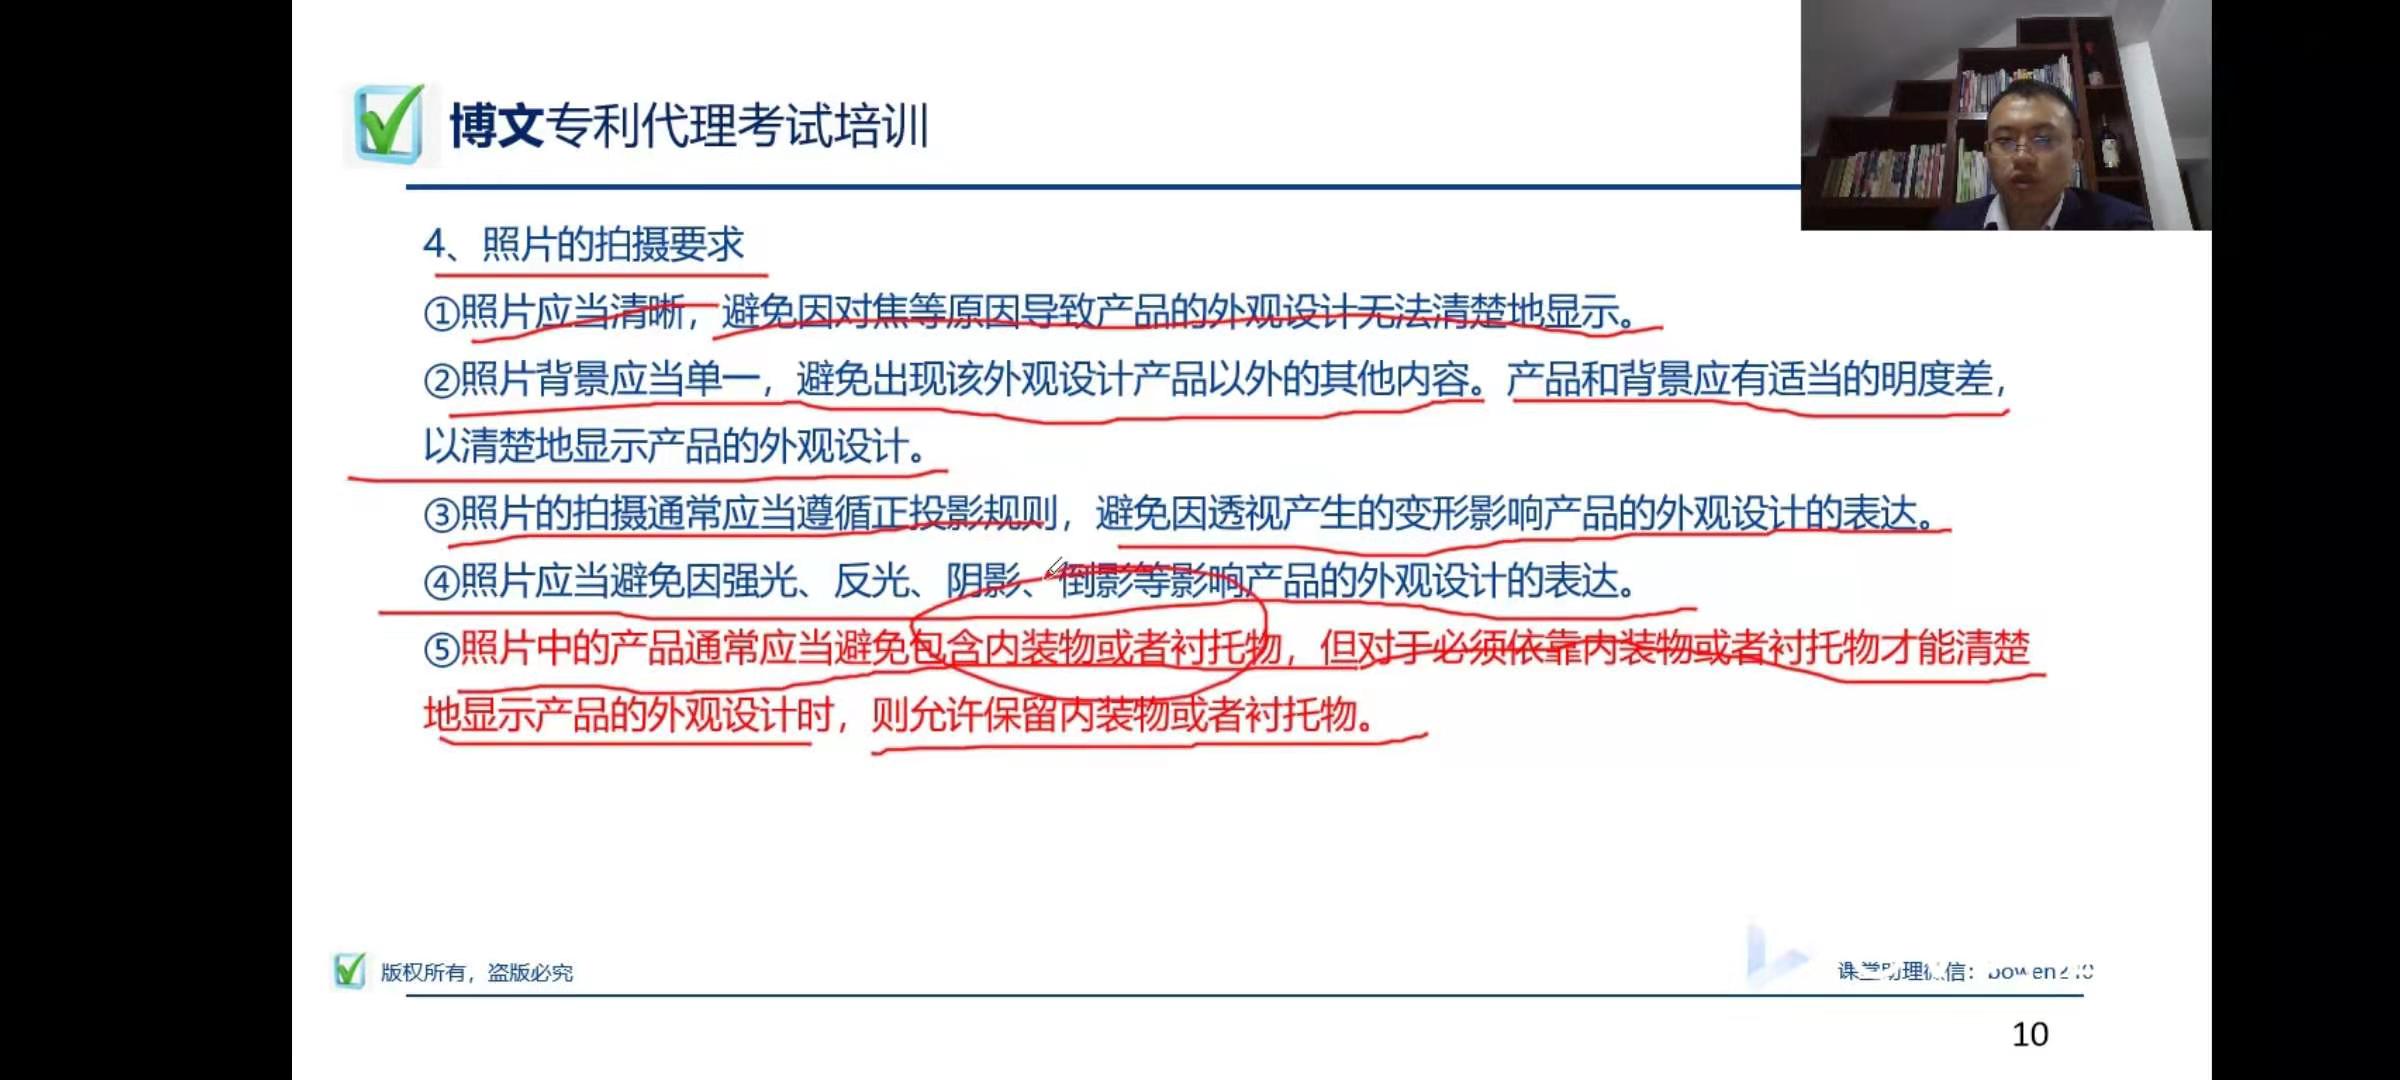 博文专利代理考试培训
4、照片的拍摄要求
①照片应当清晰，避免因对焦等原因导致产品的外观设计无法清楚地显示。
②照片背景应当单一，避免出现该外观设计产品以外的其他内容。产品和背景应有适当的明度差，
以清楚地显示产品的外观设计。
③照片的拍摄通常应当遵循正投影规则，避免因透视产生的变形影响产品的外观设计的表达。
④照片应当避免因强光、反光、阴影、倒影等影响产品的外观设计的表达。
⑤照片中的产品通常应当避免包含内装物或者衬托物，但对于必须依靠内装物或者衬托物才能清楚
地显示产品的外观设计时，则允许保留内装物或者衬托物。
版权所有，盗版必究
课堂助理微信：
10